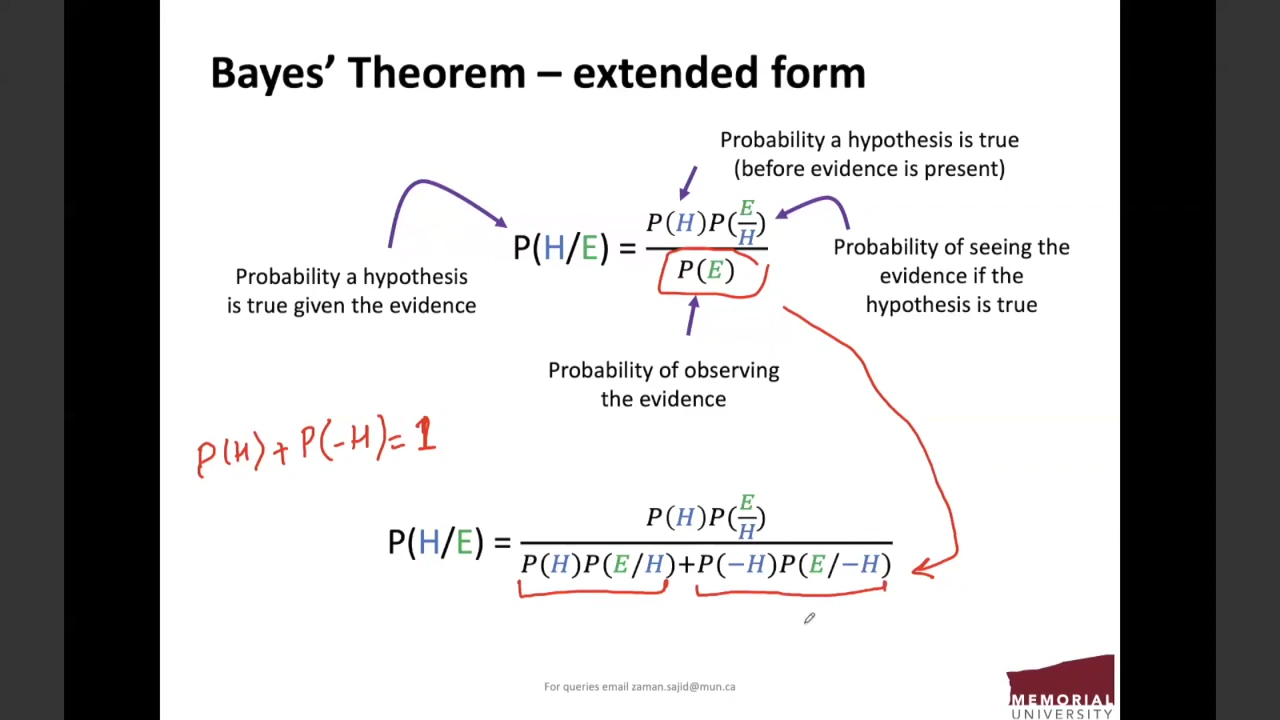 Bayes’ Theorem – extended form
Probability a hypothesis is true
(before evidence is present)
P(H/E) = P(H)P(E/H) / P(E)
Probability of seeing the
evidence if the
hypothesis is true
Probability a hypothesis
is true given the evidence
Probability of observing
the evidence
P(H) + P(-H) = 1
P(H/E) = P(H)P(E/H) / P(H)P(E/H)+P(−H)P(E/−H)
For queries email zaman.sajid@mun.ca
MEMORIAL
UNIVERSITY